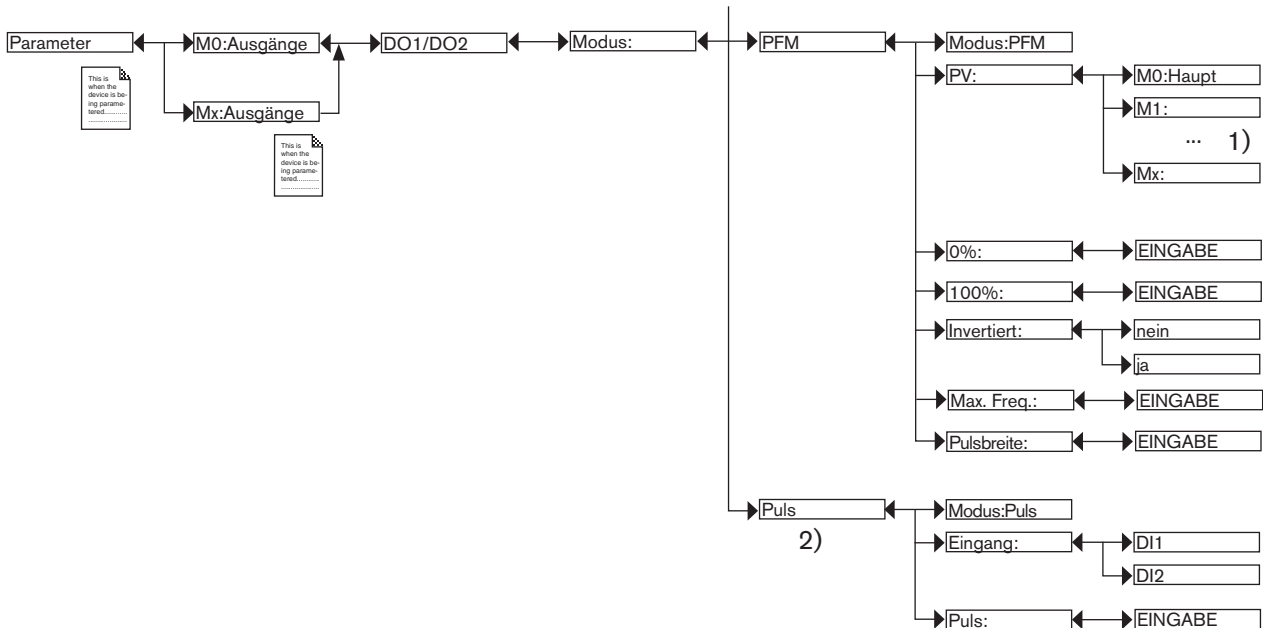 Parameter
M0:Ausgänge
DO1/DO2
Modus:
PFM
Modus:PFM
PV:
M0:Haupt
This is
when the
device is be-
ing parame-
tered...........
.....................
Mx:Ausgänge
M1:
... 1)
This is
when the
device is be-
ing parame-
tered...........
.....................
Mx:
0%:
EINGABE
100%:
EINGABE
Invertiert:
nein
ja
Max. Freq.:
EINGABE
Pulsbreite:
EINGABE
Puls
2)
Modus:Puls
Eingang:
DI1
DI2
Puls:
EINGABE